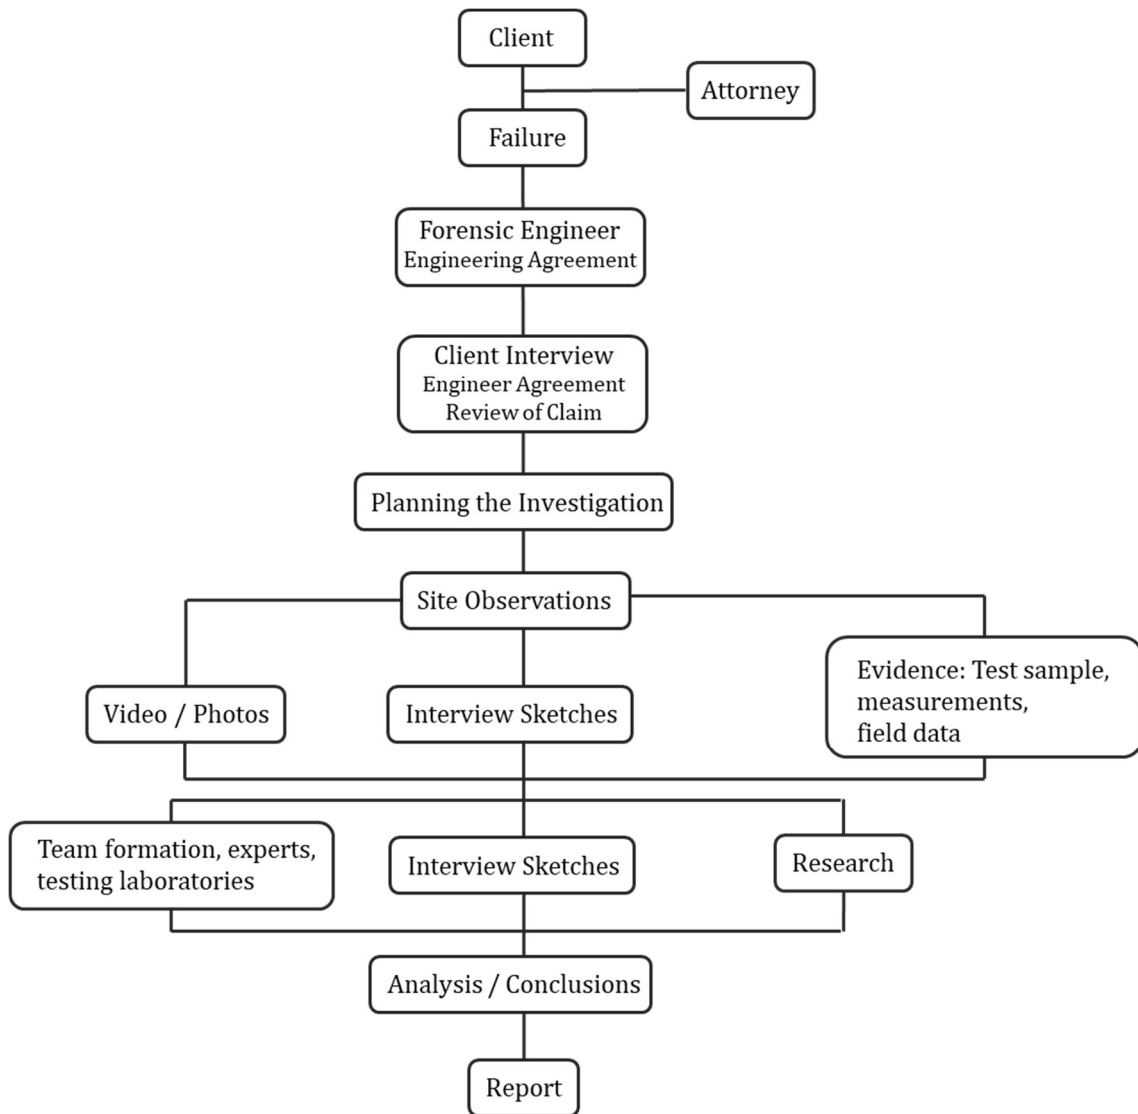 Client
Attorney
Failure
Forensic Engineer
Engineering Agreement
Client Interview
Engineer Agreement
Review of Claim
Planning the Investigation
Site Observations
Video / Photos
Interview Sketches
Evidence: Test sample,
measurements,
field data
Team formation, experts,
testing laboratories
Interview Sketches
Research
Analysis / Conclusions
Report